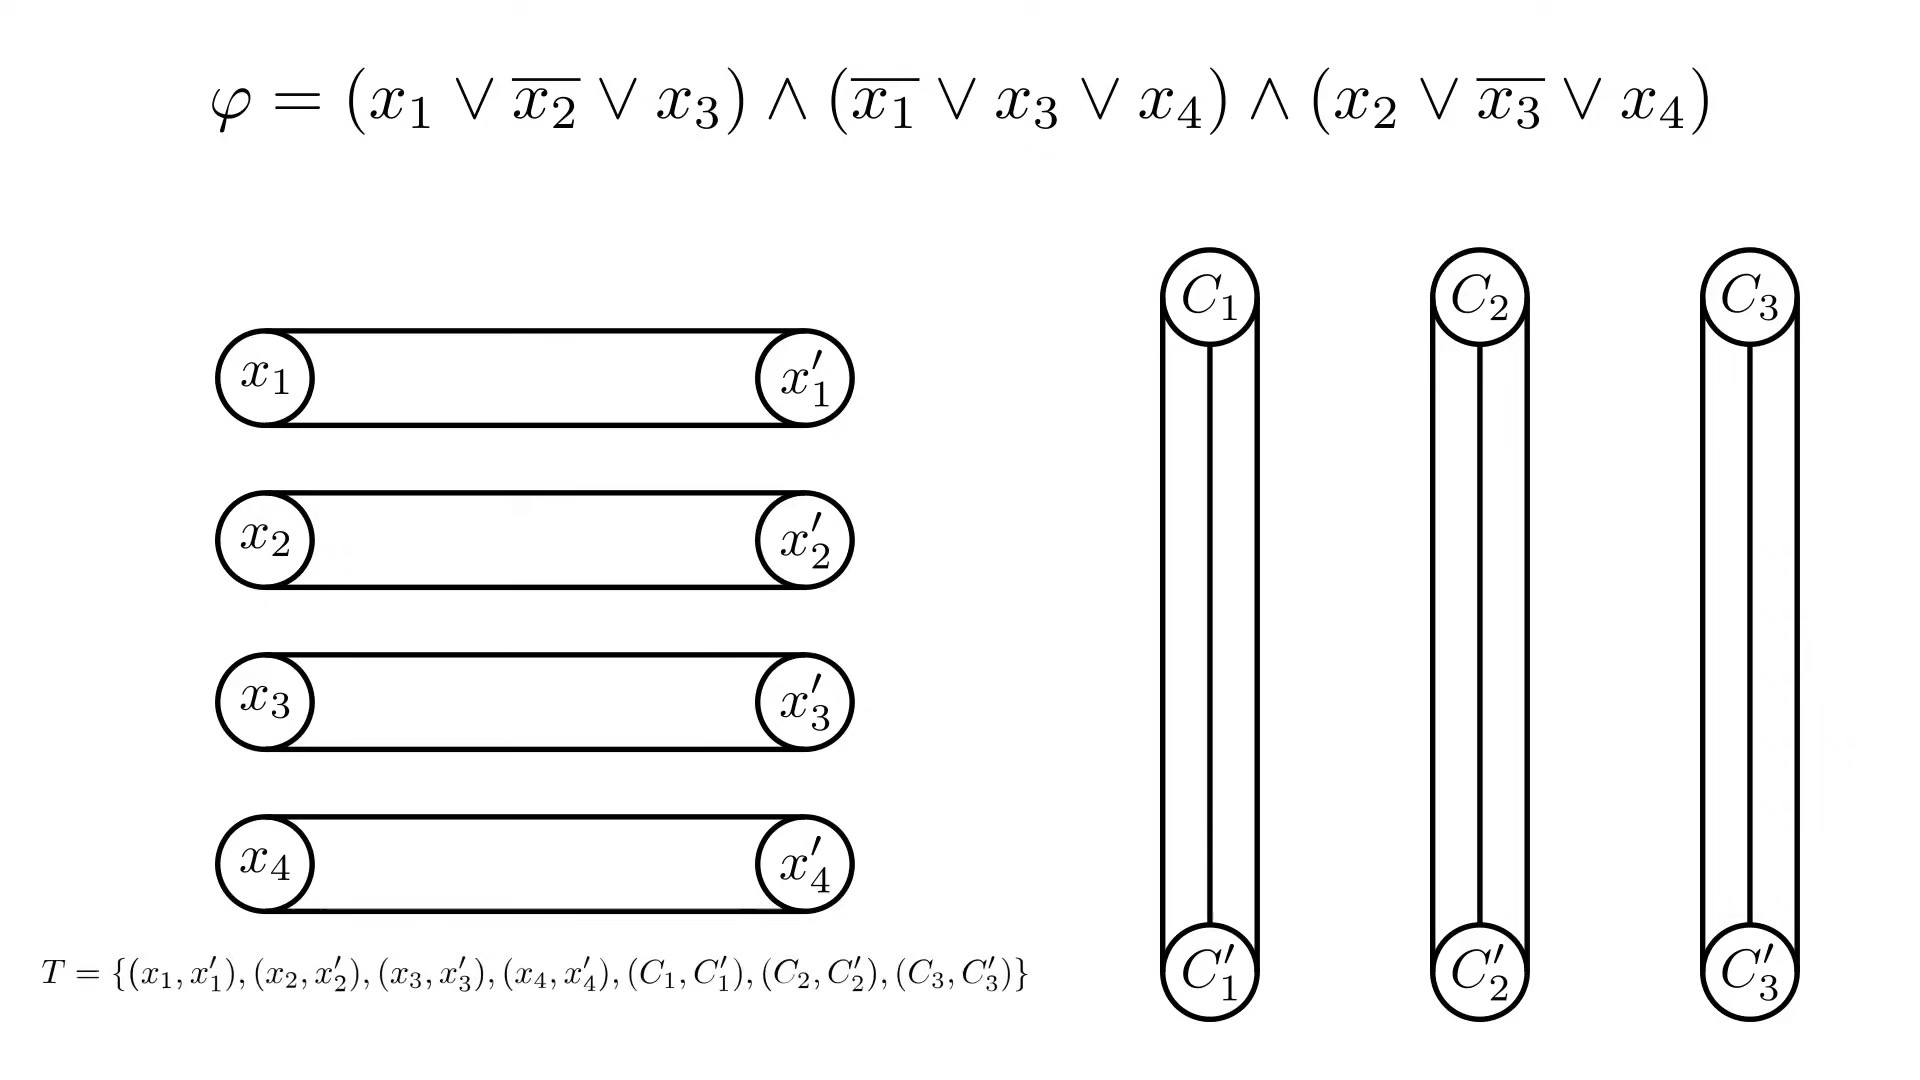 φ = (x₁ ∨ x̅₂ ∨ x₃) ∧ (x̅₁ ∨ x₃ ∨ x₄) ∧ (x₂ ∨ x̅₃ ∨ x₄)
C₁ C₂ C₃
x₁ x′₁
x₂ x′₂
x₃ x′₃
x₄ x′₄
T = {(x₁, x′₁), (x₂, x′₂), (x₃, x′₃), (x₄, x′₄), (C₁, C′₁), (C₂, C′₂), (C₃, C′₃)}
C′₁ C′₂ C′₃